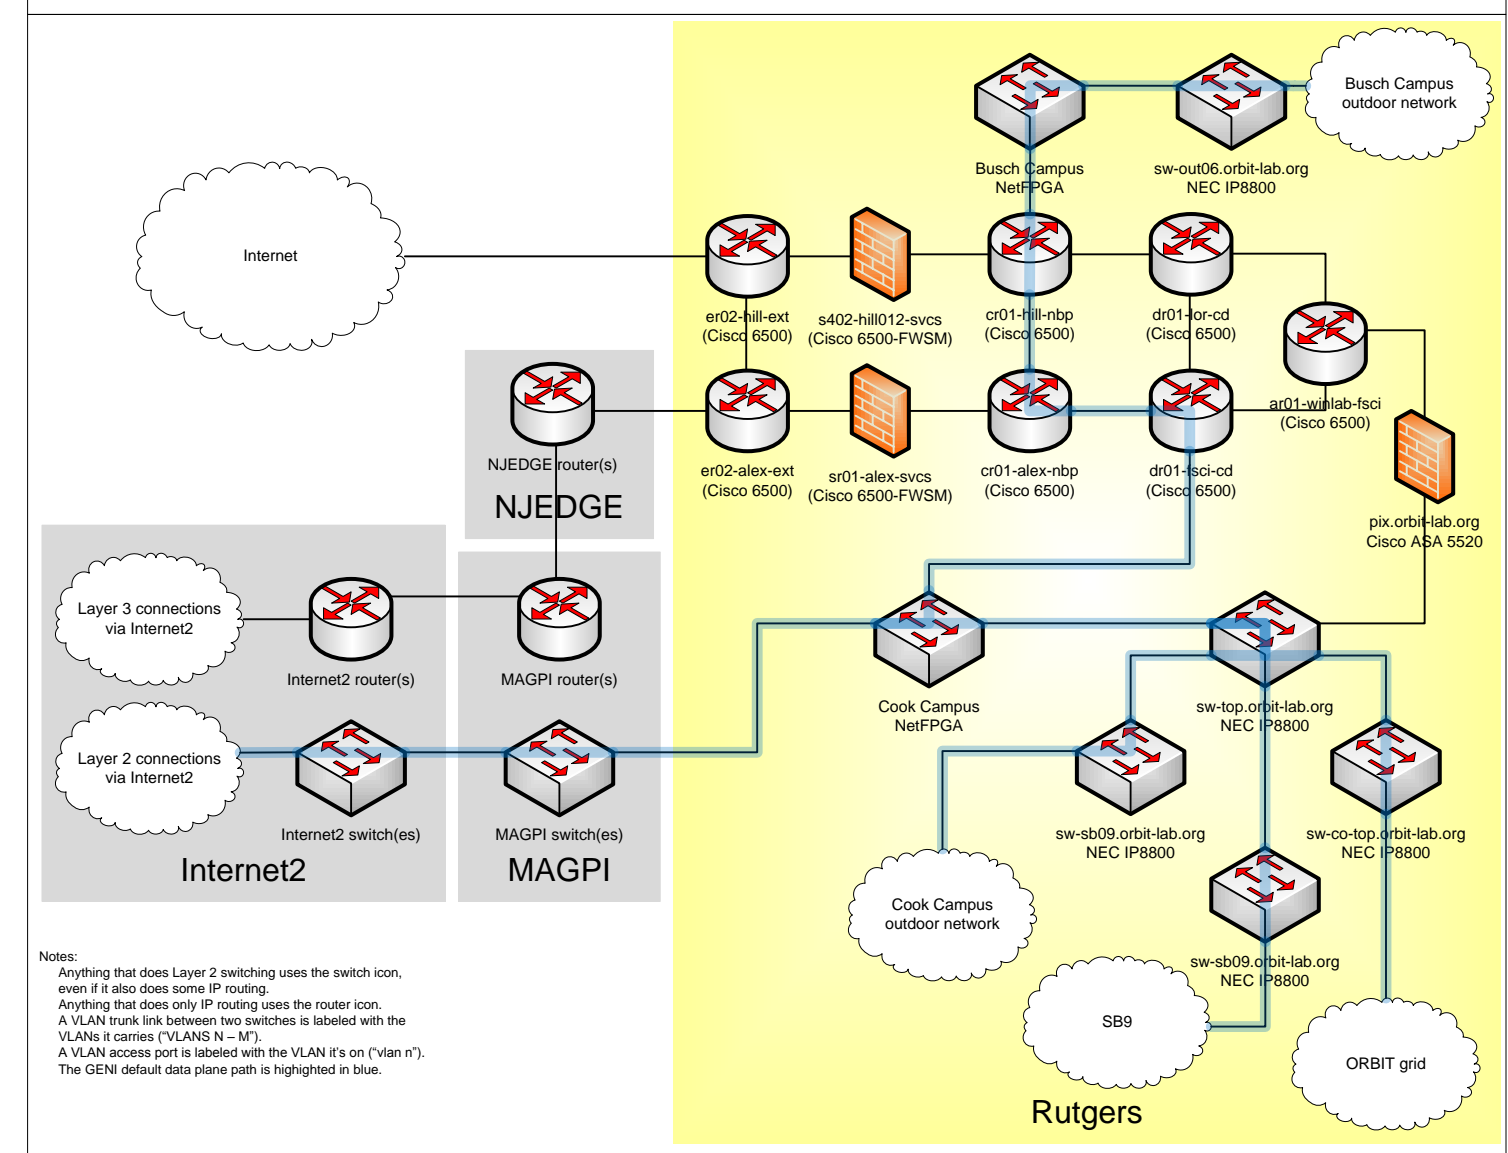 Busch Campus
outdoor network
Busch Campus
NetFPGA
sw-out06.orbit-lab.org
NEC IP8800
Internet
er02-hill-ext
(Cisco 6500)
s402-hill012-svcs
(Cisco 6500-FWSM)
cr01-hill-nbp
(Cisco 6500)
dr01-lor-cd
(Cisco 6500)
ar01-winlab-fsci
(Cisco 6500)
NJEDGE router(s)
NJEDGE
er02-alex-ext
(Cisco 6500)
sr01-alex-svcs
(Cisco 6500-FWSM)
cr01-alex-nbp
(Cisco 6500)
dr01-fsci-cd
(Cisco 6500)
pix.orbit-lab.org
Cisco ASA 5520
Layer 3 connections
via Internet2
Internet2 router(s)
MAGPI router(s)
Cook Campus
NetFPGA
sw-top.orbit-lab.org
NEC IP8800
Layer 2 connections
via Internet2
Internet2 switch(es)
MAGPI switch(es)
Internet2
MAGPI
sw-sb09.orbit-lab.org
NEC IP8800
sw-co-top.orbit-lab.org
NEC IP8800
Cook Campus
outdoor network
sw-sb09.orbit-lab.org
NEC IP8800
SB9
ORBIT grid
Rutgers
Notes:
Anything that does Layer 2 switching uses the switch icon,
even if it also does some IP routing.
Anything that does only IP routing uses the router icon.
A VLAN trunk link between two switches is labeled with the
VLANs it carries (“VLANS N – M”).
A VLAN access port is labeled with the VLAN it’s on (“vlan n”).
The GENI default data plane path is highighted in blue.